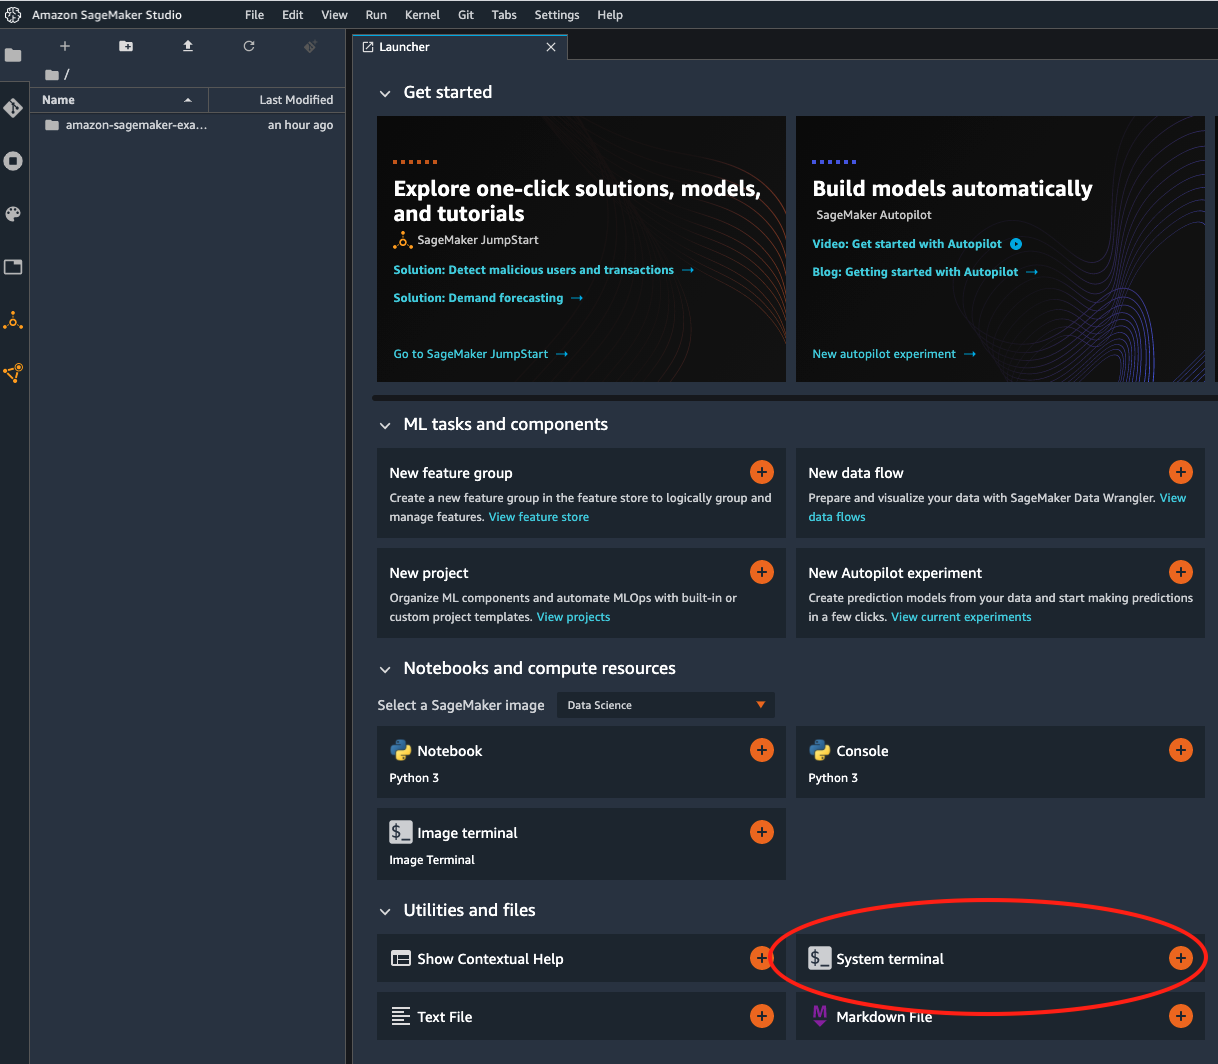 Amazon SageMaker Studio
File Edit View Run Kernel Git Tabs Settings Help
Launcher
/
Name Last Modified
amazon-sagemaker-exa... an hour ago
Get started
Explore one-click solutions, models,
and tutorials
SageMaker JumpStart
Solution: Detect malicious users and transactions →
Solution: Demand forecasting →
Go to SageMaker JumpStart →
Build models automatically
SageMaker Autopilot
Video: Get started with Autopilot
Blog: Getting started with Autopilot →
New autopilot experiment →
ML tasks and components
New feature group
Create a new feature group in the feature store to logically group and
manage features. View feature store
New data flow
Prepare and visualize your data with SageMaker Data Wrangler. View
data flows
New project
Organize ML components and automate MLOps with built-in or
custom project templates. View projects
New Autopilot experiment
Create prediction models from your data and start making predictions
in a few clicks. View current experiments
Notebooks and compute resources
Select a SageMaker image Data Science
Notebook
Python 3
Console
Python 3
$_ Image terminal
Image Terminal
Utilities and files
Show Contextual Help
$_ System terminal
Text File
M Markdown File